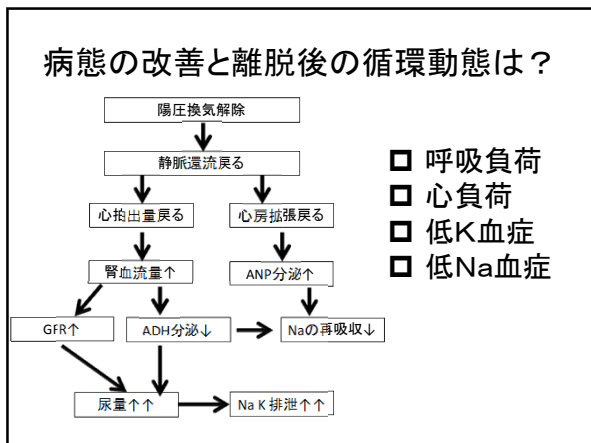 病態の改善と離脱後の循環動態は？
陽圧換気解除
静脈還流戻る
心拍出量戻る
心房拡張戻る
腎血流量↑
ANP分泌↑
GFR↑
ADH分泌↓
Naの再吸収↓
尿量↑↑
Na K 排泄↑↑
呼吸負荷
心負荷
低K血症
低Na血症